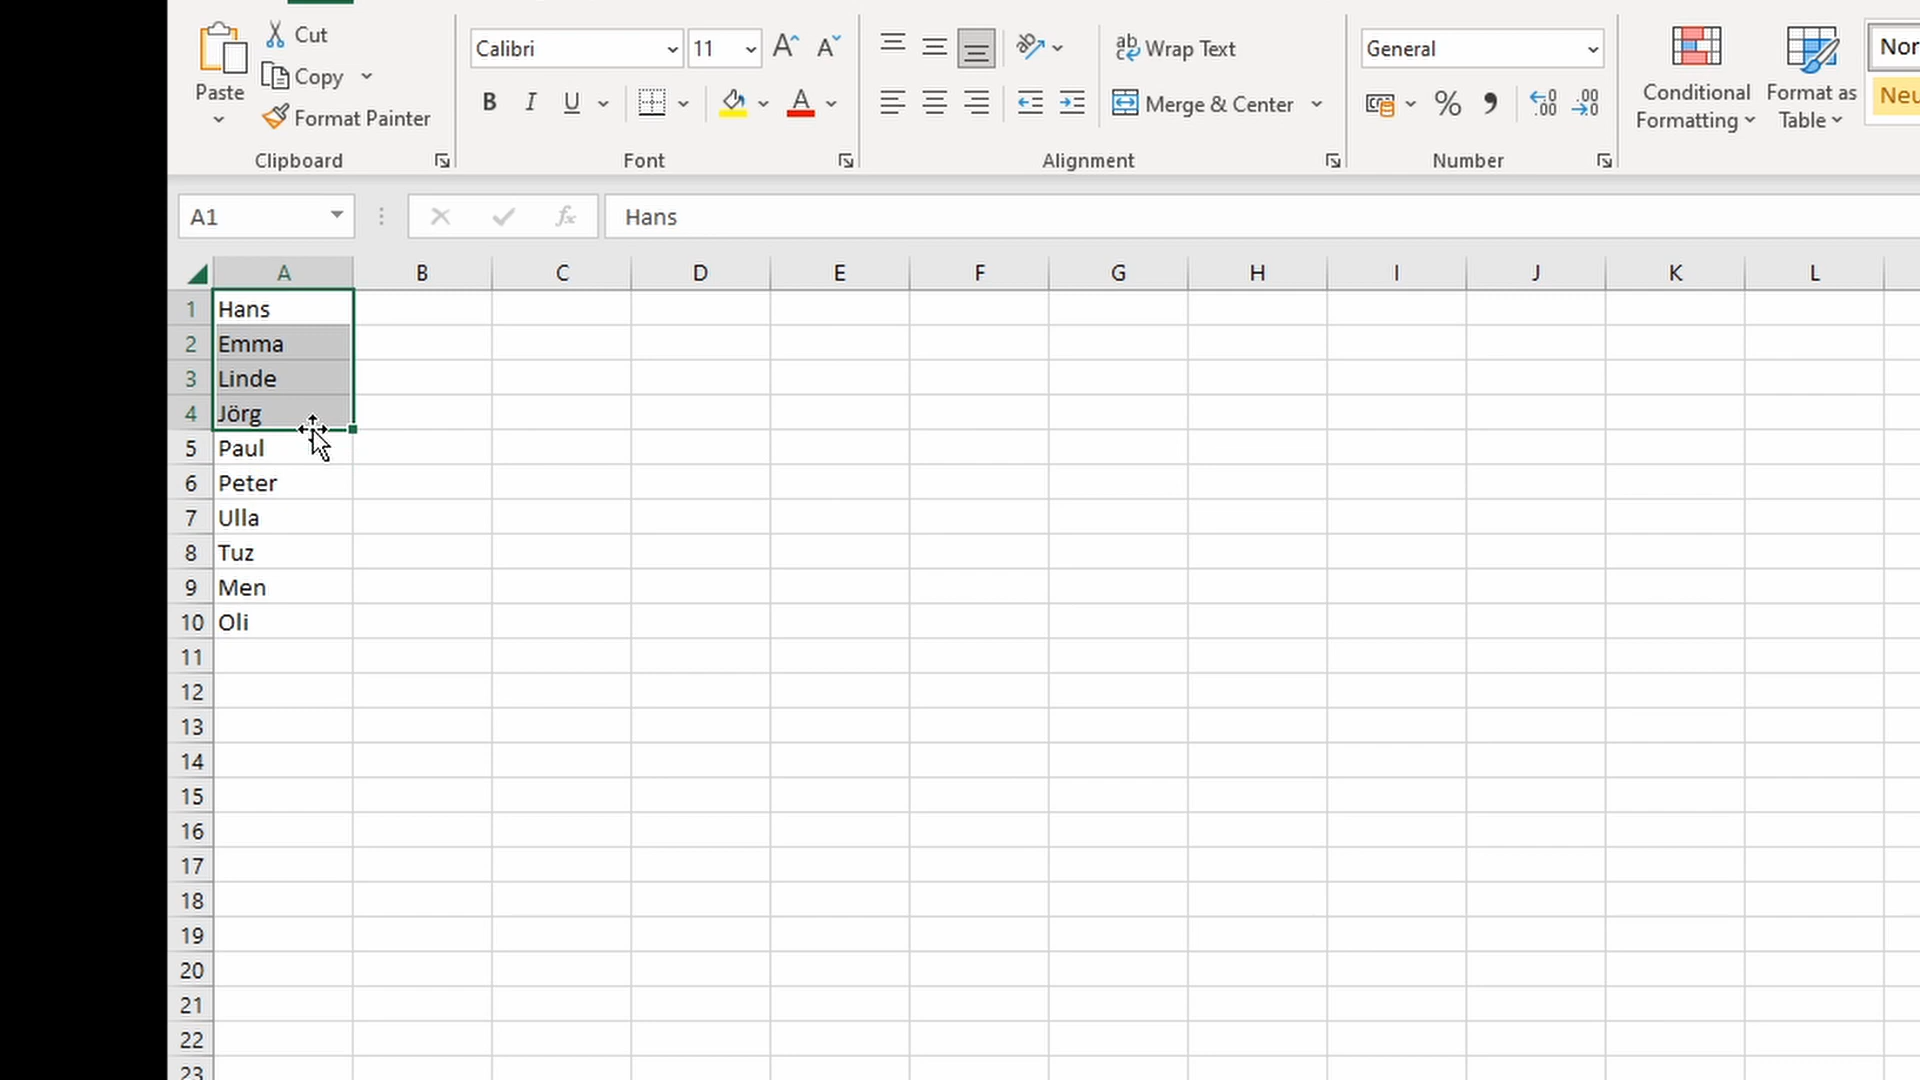 Cut
Calibri
11
Wrap Text
General
Nor
Copy
Paste
B I U
Merge & Center
%
Conditional Formatting
Format as Table
Neu
Format Painter
Clipboard
Font
Alignment
Number
A1
fx
Hans
A B C D E F G H I J K L
1 Hans
2 Emma
3 Linde
4 Jörg
5 Paul
6 Peter
7 Ulla
8 Tuz
9 Men
10 Oli
11
12
13
14
15
16
17
18
19
20
21
22
23